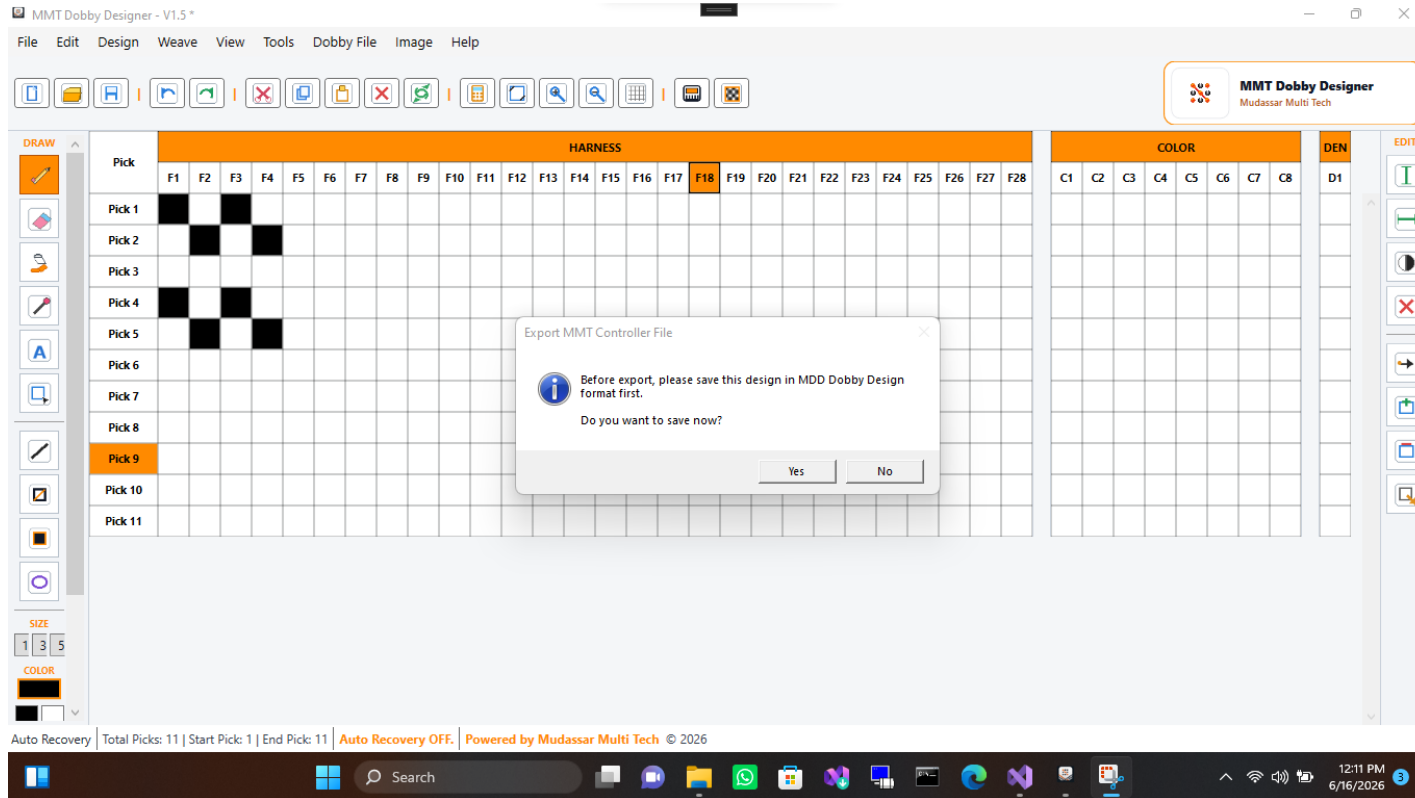 MMT Dobby Designer - V1.5 *
File Edit Design Weave View Tools Dobby File Image Help
MMT Dobby Designer
Mudassar Multi Tech
DRAW
Pick
HARNESS
COLOR
DEN
EDIT
F1 F2 F3 F4 F5 F6 F7 F8 F9 F10 F11 F12 F13 F14 F15 F16 F17 F18 F19 F20 F21 F22 F23 F24 F25 F26 F27 F28 C1 C2 C3 C4 C5 C6 C7 C8 D1
Pick 1
Pick 2
Pick 3
Pick 4
Pick 5
Pick 6
Pick 7
Pick 8
Pick 9
Pick 10
Pick 11
A
Export MMT Controller File
Before export, please save this design in MDD Dobby Design
format first.
Do you want to save now?
Yes No
SIZE
1 3 5
COLOR
Auto Recovery Total Picks: 11 | Start Pick: 1 | End Pick: 11 Auto Recovery OFF. Powered by Mudassar Multi Tech © 2026
Search
12:11 PM
6/16/2026
3